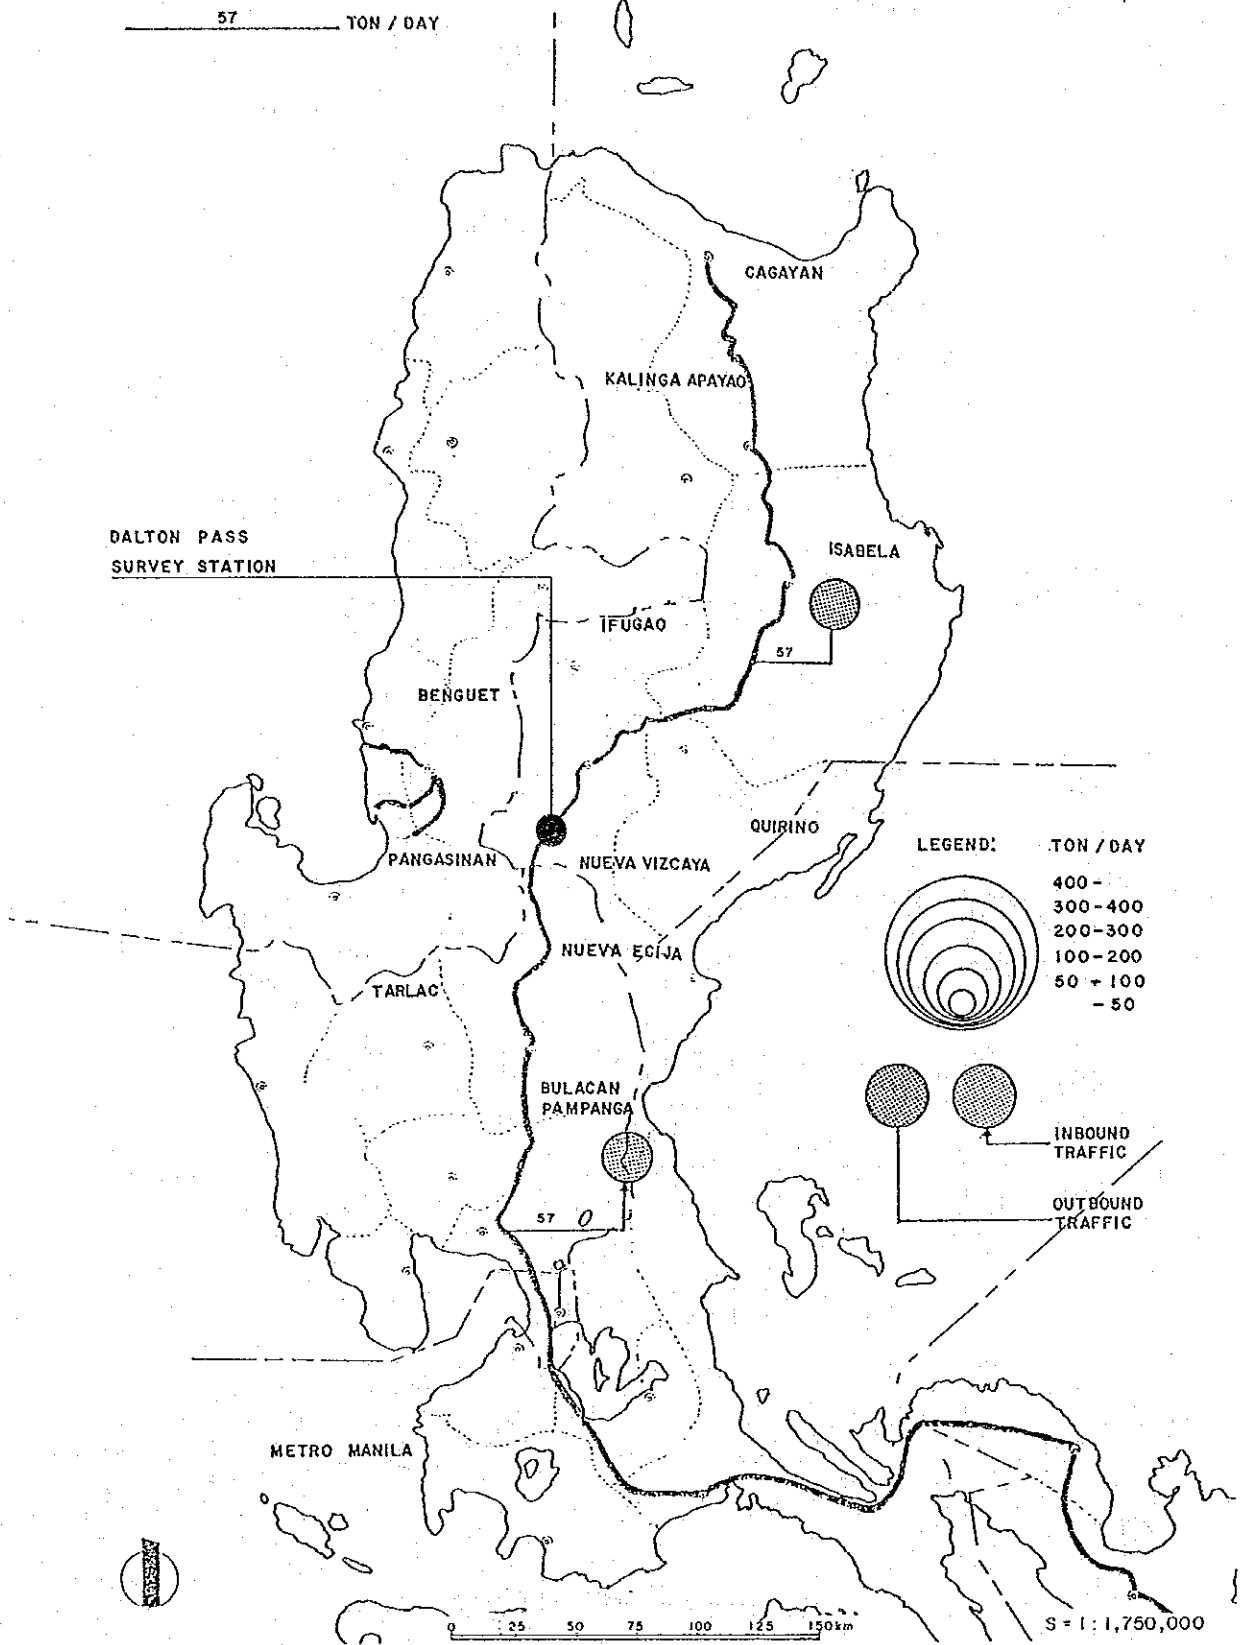 57 TON / DAY
CAGAYAN
KALINGA APAYAO
DALTON PASS
SURVEY STATION
ISABELA
IFUGAO
57
BENGUET
QUIRINO
PANGASINAN
NUEVA VIZCAYA
LEGEND: TON / DAY
400 -
300-400
200-300
100-200
50 - 100
- 50
NUEVA ECIJA
TARLAC
BULACAN
PAMPANGA
INBOUND
TRAFFIC
OUTBOUND
TRAFFIC
57 0
METRO MANILA
0 25 50 75 100 125 150km
S = 1:1,750,000